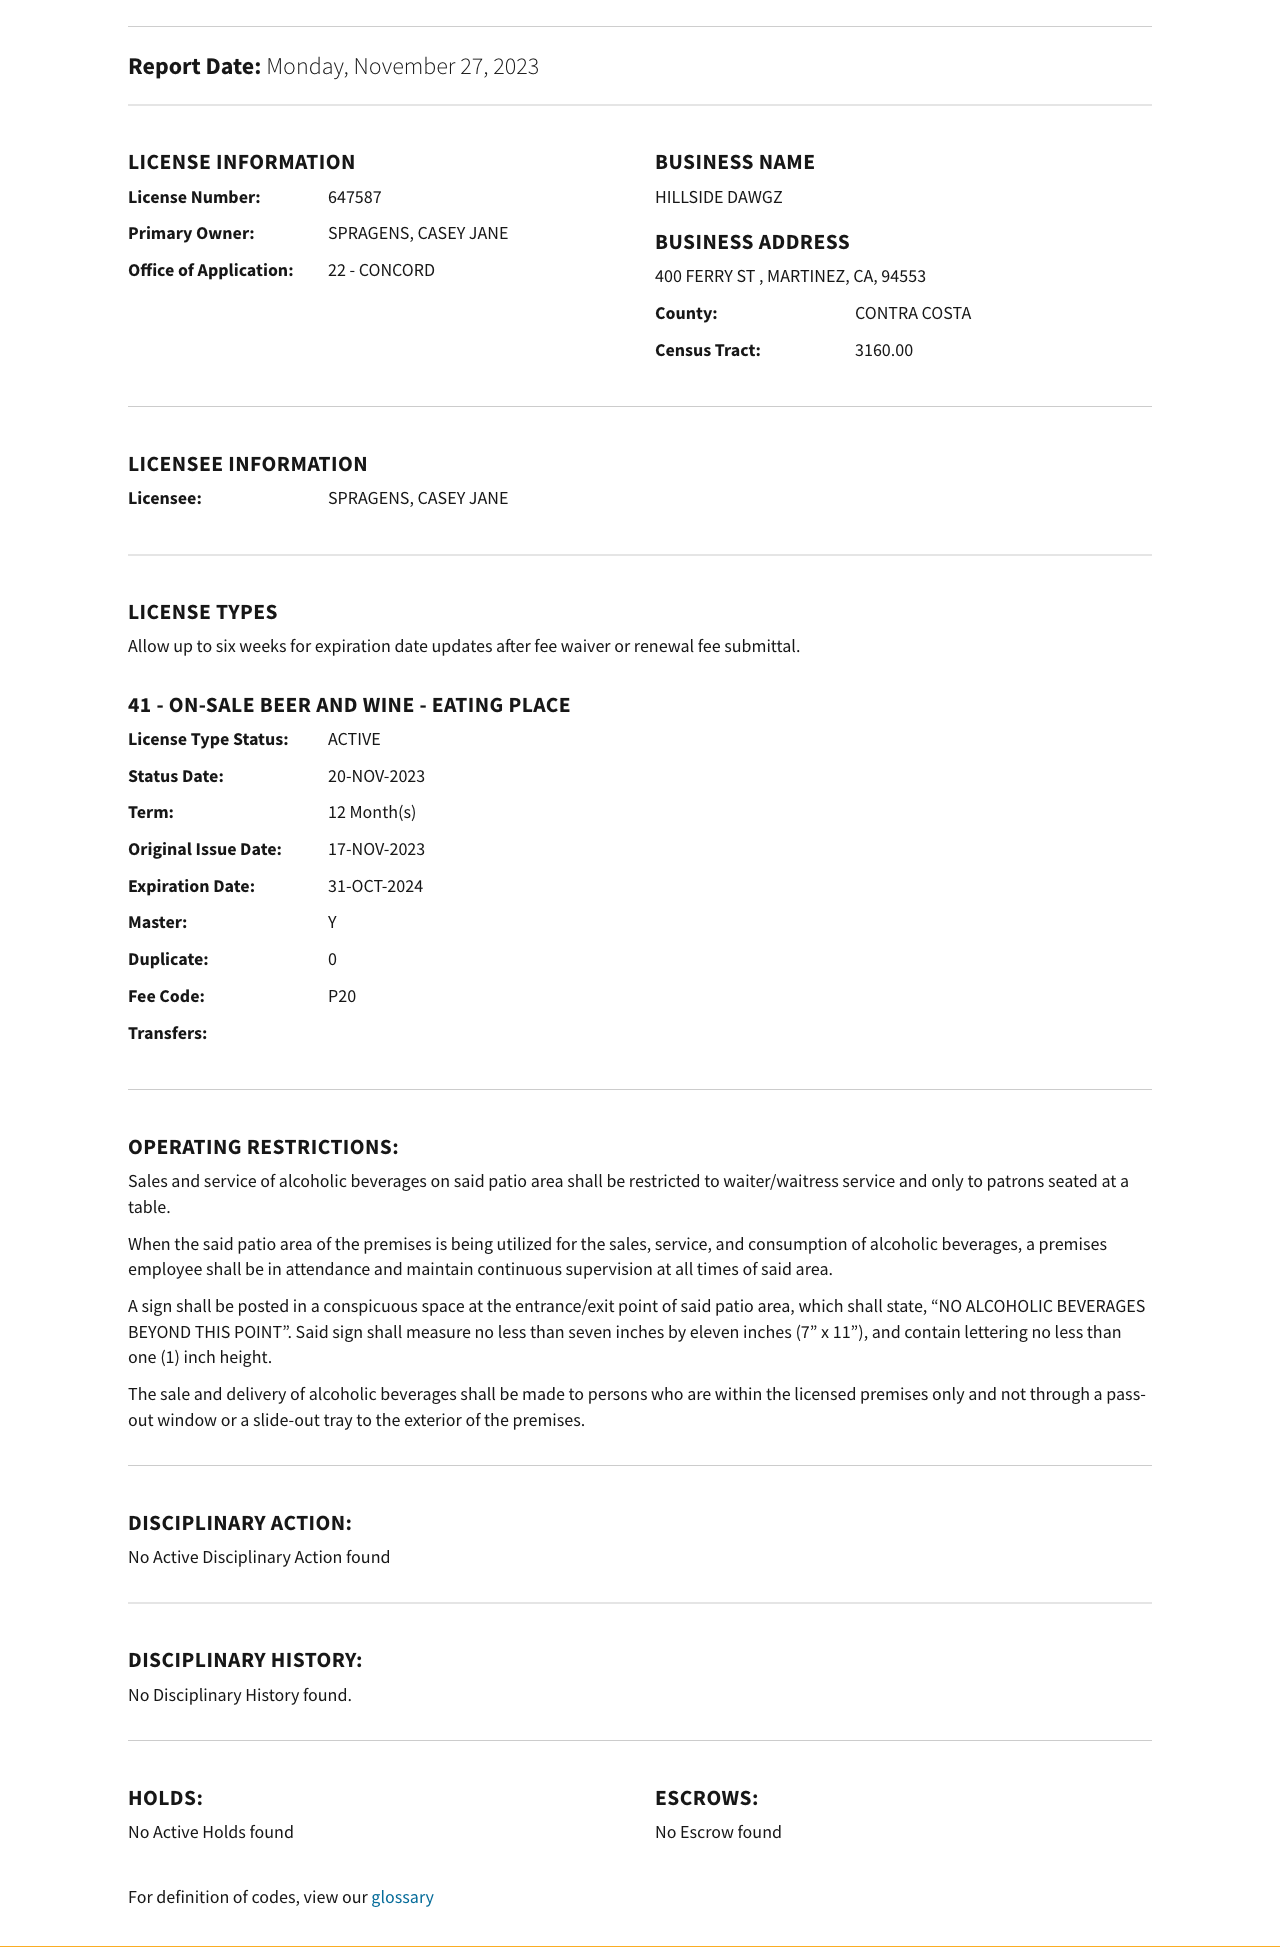 Report Date: Monday, November 27, 2023
LICENSE INFORMATION
License Number: 647587
Primary Owner: SPRAGENS, CASEY JANE
Office of Application: 22 - CONCORD
BUSINESS NAME
HILLSIDE DAWGZ
BUSINESS ADDRESS
400 FERRY ST , MARTINEZ, CA, 94553
County: CONTRA COSTA
Census Tract: 3160.00
LICENSEE INFORMATION
Licensee: SPRAGENS, CASEY JANE
LICENSE TYPES
Allow up to six weeks for expiration date updates after fee waiver or renewal fee submittal.
41 - ON-SALE BEER AND WINE - EATING PLACE
License Type Status: ACTIVE
Status Date: 20-NOV-2023
Term: 12 Month(s)
Original Issue Date: 17-NOV-2023
Expiration Date: 31-OCT-2024
Master: Y
Duplicate: 0
Fee Code: P20
Transfers:
OPERATING RESTRICTIONS:
Sales and service of alcoholic beverages on said patio area shall be restricted to waiter/waitress service and only to patrons seated at a
table.
When the said patio area of the premises is being utilized for the sales, service, and consumption of alcoholic beverages, a premises
employee shall be in attendance and maintain continuous supervision at all times of said area.
A sign shall be posted in a conspicuous space at the entrance/exit point of said patio area, which shall state, “NO ALCOHOLIC BEVERAGES
BEYOND THIS POINT”. Said sign shall measure no less than seven inches by eleven inches (7” x 11”), and contain lettering no less than
one (1) inch height.
The sale and delivery of alcoholic beverages shall be made to persons who are within the licensed premises only and not through a pass-
out window or a slide-out tray to the exterior of the premises.
DISCIPLINARY ACTION:
No Active Disciplinary Action found
DISCIPLINARY HISTORY:
No Disciplinary History found.
HOLDS:
No Active Holds found
ESCROWS:
No Escrow found
For definition of codes, view our glossary